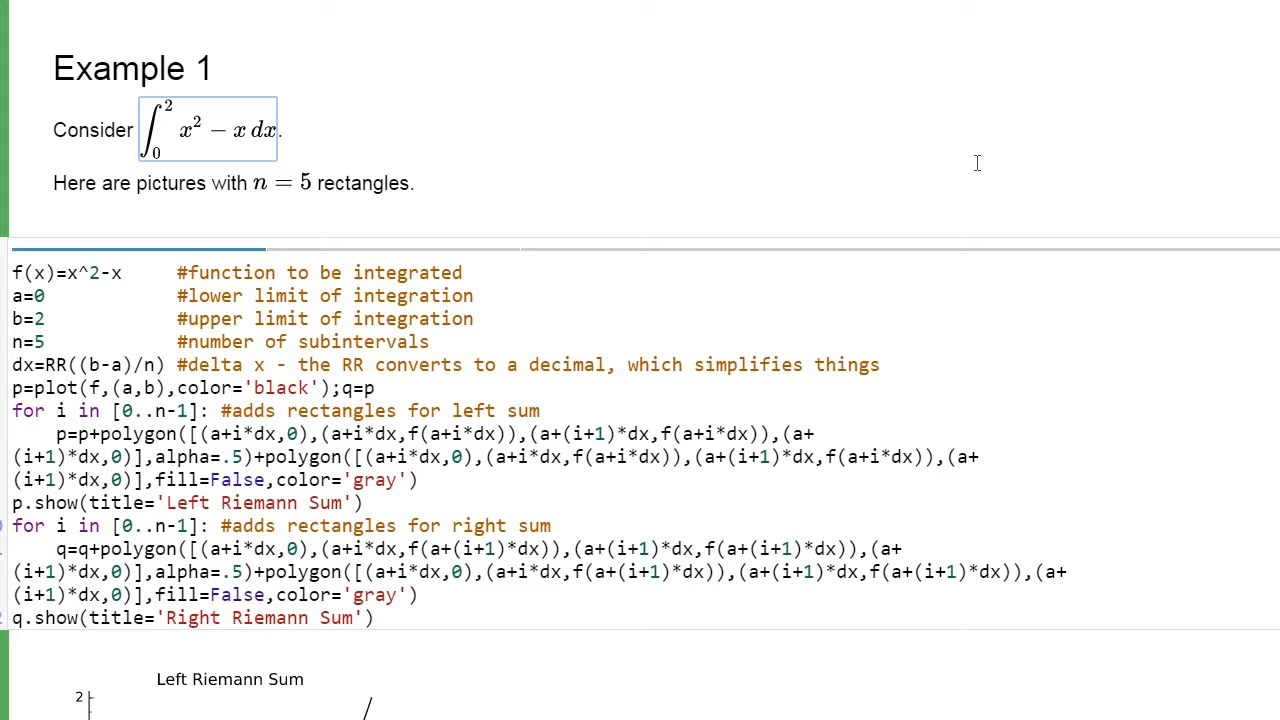 Example 1
Consider ∫₀² x² − x dx.
Here are pictures with n = 5 rectangles.
f(x)=x^2-x     #function to be integrated
a=0            #lower limit of integration
b=2            #upper limit of integration
n=5            #number of subintervals
dx=RR((b-a)/n) #delta x - the RR converts to a decimal, which simplifies things
p=plot(f,(a,b),color='black');q=p
for i in [0..n-1]: #adds rectangles for left sum
    p=p+polygon([(a+i*dx,0),(a+i*dx,f(a+i*dx)),(a+(i+1)*dx,f(a+i*dx)),(a+
(i+1)*dx,0)],alpha=.5)+polygon([(a+i*dx,0),(a+i*dx,f(a+i*dx)),(a+(i+1)*dx,f(a+i*dx)),(a+
(i+1)*dx,0)],fill=False,color='gray')
p.show(title='Left Riemann Sum')
for i in [0..n-1]: #adds rectangles for right sum
    q=q+polygon([(a+i*dx,0),(a+i*dx,f(a+(i+1)*dx)),(a+(i+1)*dx,f(a+(i+1)*dx)),(a+
(i+1)*dx,0)],alpha=.5)+polygon([(a+i*dx,0),(a+i*dx,f(a+(i+1)*dx)),(a+(i+1)*dx,f(a+(i+1)*dx)),(a+
(i+1)*dx,0)],fill=False,color='gray')
q.show(title='Right Riemann Sum')
Left Riemann Sum
2